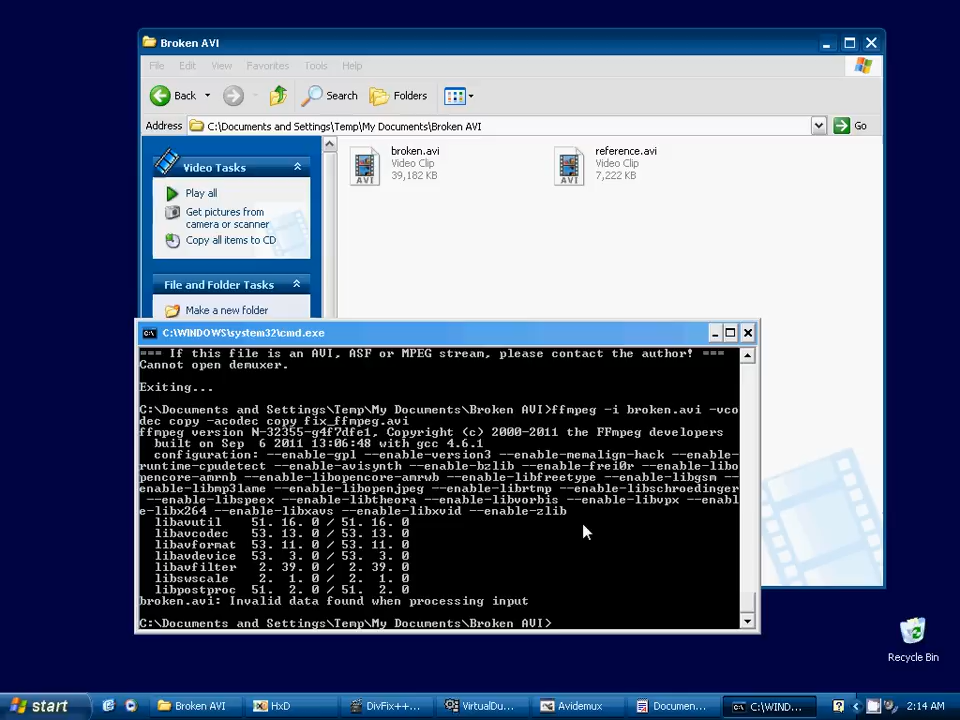 Broken AVI
File Edit View Favorites Tools Help
Back Search Folders
Address C:\Documents and Settings\Temp\My Documents\Broken AVI Go
Video Tasks
Play all
Get pictures from
camera or scanner
Copy all items to CD
File and Folder Tasks
Make a new folder
broken.avi
Video Clip
39,182 KB
AVI
reference.avi
Video Clip
7,222 KB
AVI
C:\WINDOWS\system32\cmd.exe
=== If this file is an AVI, ASF or MPEG stream, please contact the author! ===
Cannot open demuxer.
Exiting...
C:\Documents and Settings\Temp\My Documents\Broken AVI>ffmpeg -i broken.avi -vco
dec copy -acodec copy fix_ffmpeg.avi
ffmpeg version N-32355-g4f7dfe1, Copyright (c) 2000-2011 the FFmpeg developers
built on Sep 6 2011 13:06:48 with gcc 4.6.1
configuration: --enable-gpl --enable-version3 --enable-memalign-hack --enable-
runtime-cpudetect --enable-avisynth --enable-bzlib --enable-frei0r --enable-libo
pencore-amrnb --enable-libopencore-amrwb --enable-libfreetype --enable-libgsm --
enable-libmp3lame --enable-libopenjpeg --enable-librtmp --enable-libschroedinger
--enable-libspeex --enable-libtheora --enable-libvorbis --enable-libvpx --enabl
e-libx264 --enable-libxavs --enable-libxvid --enable-zlib
libavutil 51. 16. 0 / 51. 16. 0
libavcodec 53. 13. 0 / 53. 13. 0
libavformat 53. 11. 0 / 53. 11. 0
libavdevice 53. 3. 0 / 53. 3. 0
libavfilter 2. 39. 0 / 2. 39. 0
libswscale 2. 1. 0 / 2. 1. 0
libpostproc 51. 2. 0 / 51. 2. 0
broken.avi: Invalid data found when processing input
C:\Documents and Settings\Temp\My Documents\Broken AVI>
Recycle Bin
start Broken AVI HxD DivFix++... VirtualDu... Avidemux Documen... C:\WIND... 2:14 AM